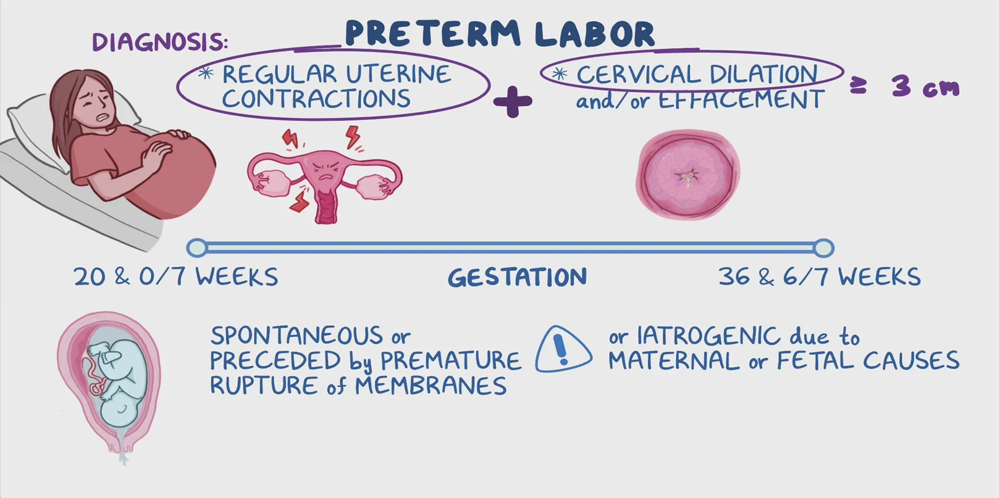 PRETERM LABOR
DIAGNOSIS:
* REGULAR UTERINE
CONTRACTIONS
+
* CERVICAL DILATION
and/or EFFACEMENT
≥ 3 cm
20 & 0/7 WEEKS
GESTATION
36 & 6/7 WEEKS
SPONTANEOUS or
PRECEDED by PREMATURE
RUPTURE of MEMBRANES
!
or IATROGENIC due to
MATERNAL or FETAL CAUSES